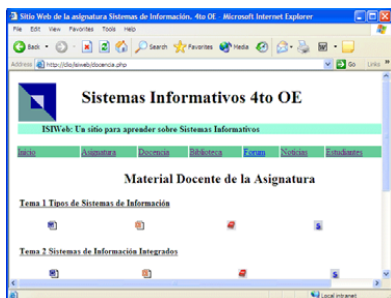 Sitio Web de la asignatura Sistemas de Información. 4to OE - Microsoft Internet Explorer
File Edit View Favorites Tools Help
Back Search Favorites Media
Address http://clio/isiweb/docencia.php Go Links
Sistemas Informativos 4to OE
ISIWeb: Un sitio para aprender sobre Sistemas Informativos
Inicio Asignatura Docencia Biblioteca Forum Noticias Estudiantes
Material Docente de la Asignatura
Tema 1 Tipos de Sistemas de Información
Tema 2 Sistemas de Información Integrados
Local intranet